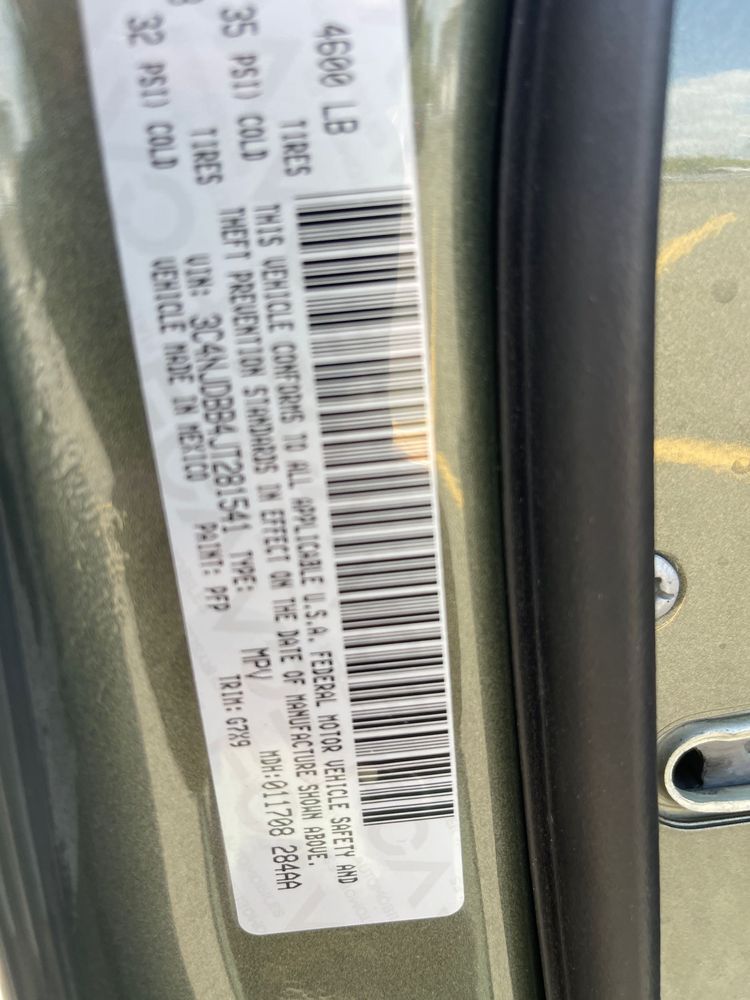 4600 LB
TIRES
35 PSI) COLD
TIRES
32 PSI) COLD
THIS VEHICLE CONFORMS TO ALL APPLICABLE U.S.A. FEDERAL MOTOR VEHICLE SAFETY AND
THEFT PREVENTION STANDARDS IN EFFECT ON THE DATE OF MANUFACTURE SHOWN ABOVE.
VIN: 3C4NJDBB4JT281541 TYPE: MPV MDH:011708 284AA
VEHICLE MADE IN MEXICO PAINT: PFP TRIM: G7X9